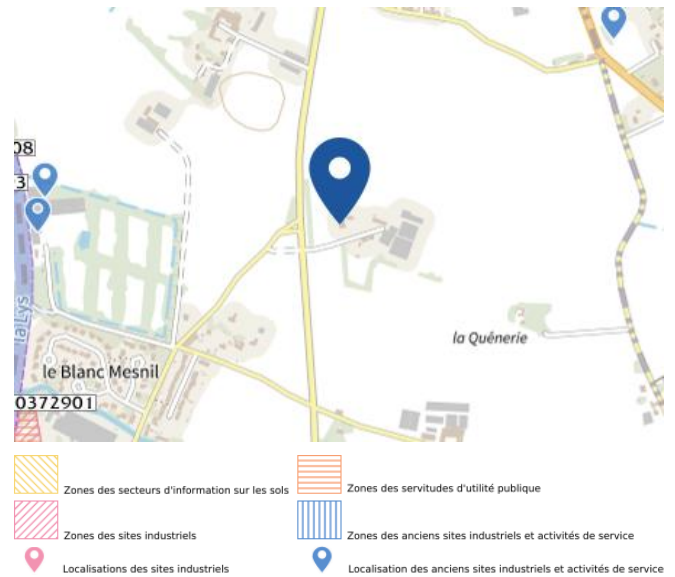 08
3
la Quênerie
la Lys
le Blanc Mesnil
0372901
Zones des secteurs d'information sur les sols
Zones des servitudes d'utilité publique
Zones des sites industriels
Zones des anciens sites industriels et activités de service
Localisations des sites industriels
Localisation des anciens sites industriels et activités de service